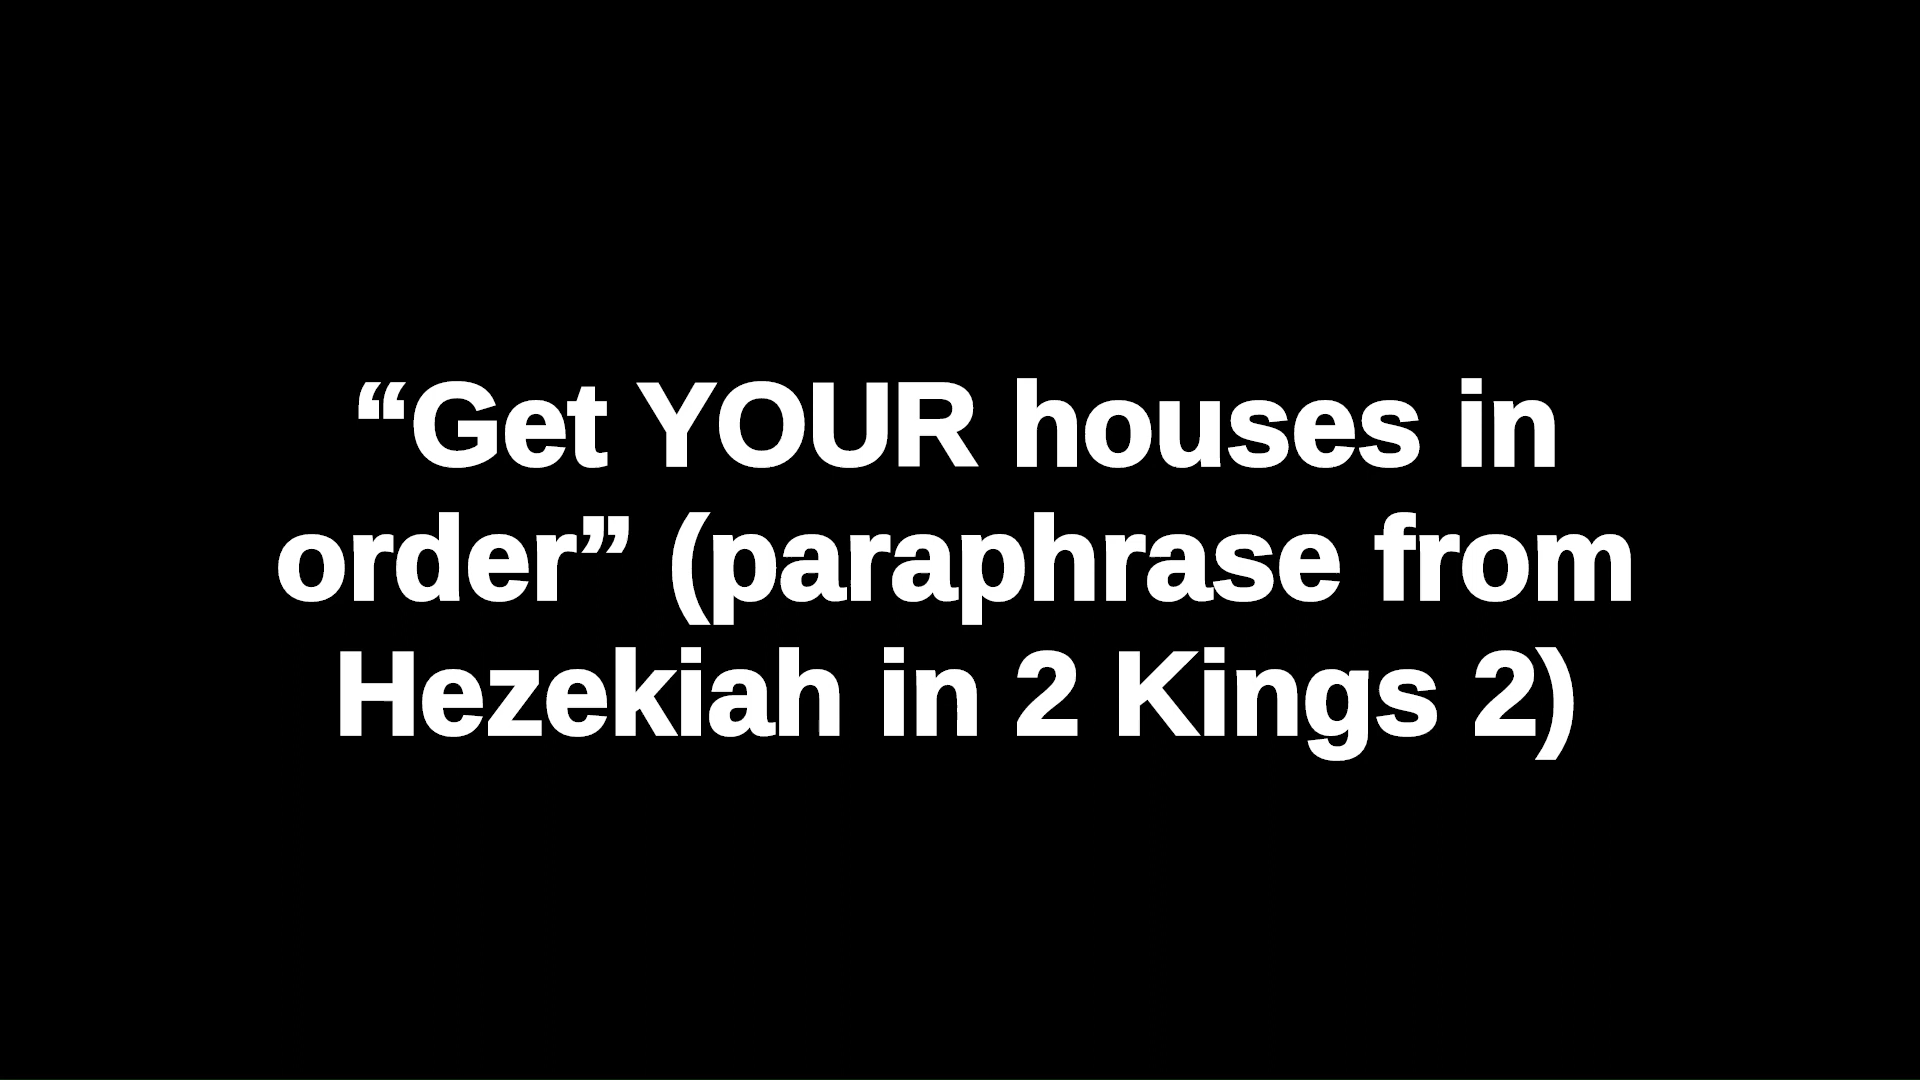 “Get YOUR houses in
order” (paraphrase from
Hezekiah in 2 Kings 2)